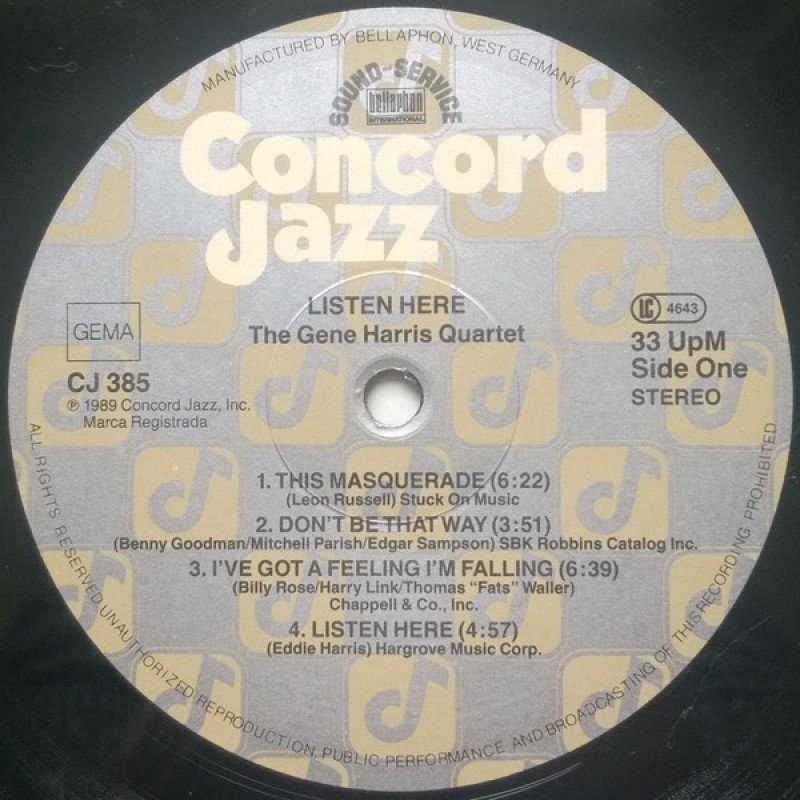 MANUFACTURED BY BELLAPHON, WEST GERMANY
SOUND-SERVICE
bellaphon
INTERNATIONAL
Concord
Jazz
LISTEN HERE
The Gene Harris Quartet
GEMA
CJ 385
℗ 1989 Concord Jazz, Inc.
Marca Registrada
LC 4643
33 UpM
Side One
STEREO
1. THIS MASQUERADE (6:22)
(Leon Russell) Stuck On Music
2. DON'T BE THAT WAY (3:51)
(Benny Goodman/Mitchell Parish/Edgar Sampson) SBK Robbins Catalog Inc.
3. I'VE GOT A FEELING I'M FALLING (6:39)
(Billy Rose/Harry Link/Thomas "Fats" Waller)
Chappell & Co., Inc.
4. LISTEN HERE (4:57)
(Eddie Harris) Hargrove Music Corp.
ALL RIGHTS RESERVED. UNAUTHORIZED REPRODUCTION, PUBLIC PERFORMANCE AND BROADCASTING OF THIS RECORDING PROHIBITED